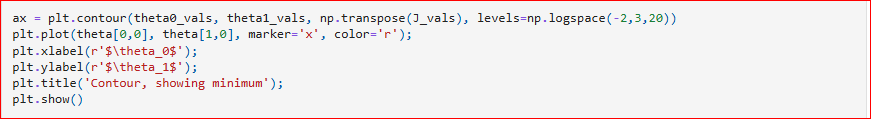 ax = plt.contour(theta0_vals, theta1_vals, np.transpose(J_vals), levels=np.logspace(-2,3,20))
plt.plot(theta[0,0], theta[1,0], marker='x', color='r');
plt.xlabel(r'$\theta_0$');
plt.ylabel(r'$\theta_1$');
plt.title('Contour, showing minimum');
plt.show()